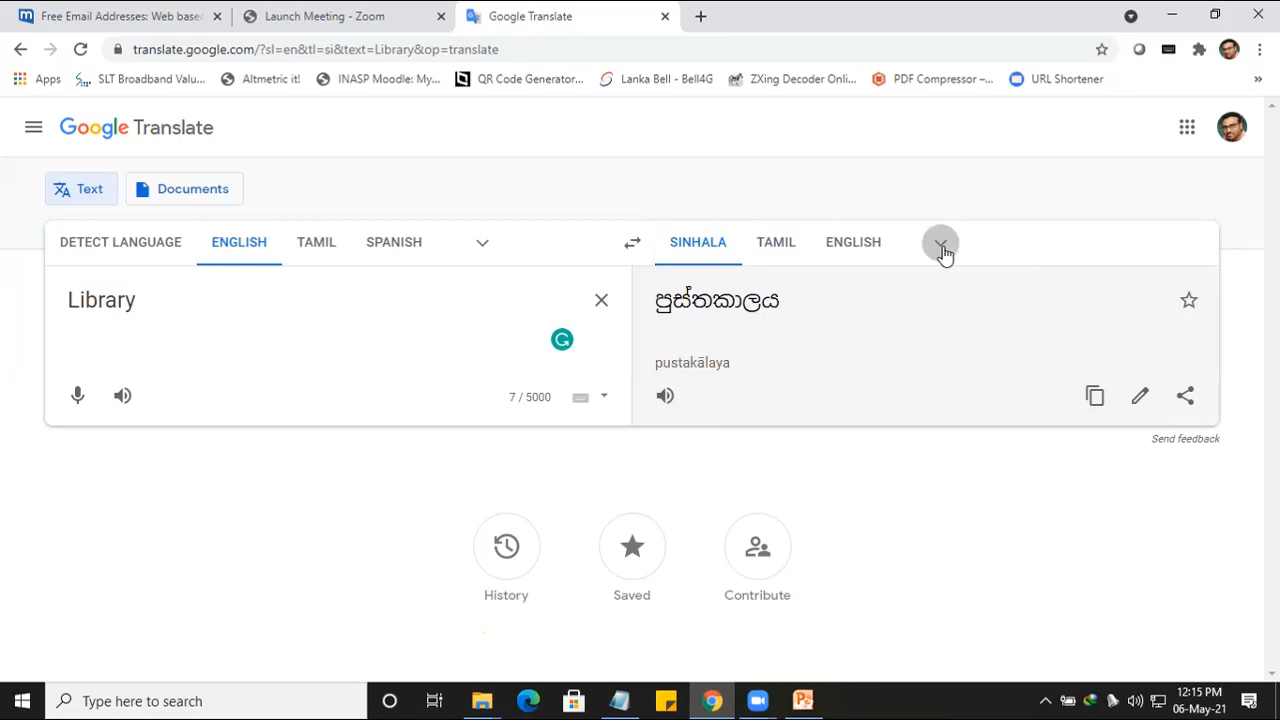 Free Email Addresses: Web based
Launch Meeting - Zoom
Google Translate
translate.google.com/?sl=en&tl=si&text=Library&op=translate
Apps
SLT Broadband Valu...
Altmetric it!
INASP Moodle: My...
QR Code Generator...
Lanka Bell - Bell4G
ZXing Decoder Onli...
PDF Compressor –...
URL Shortener
»
Google Translate
Text
Documents
DETECT LANGUAGE
ENGLISH
TAMIL
SPANISH
SINHALA
TAMIL
ENGLISH
Library
පුස්තකාලය
pustakālaya
7 / 5000
Send feedback
History
Saved
Contribute
Type here to search
12:15 PM
06-May-21